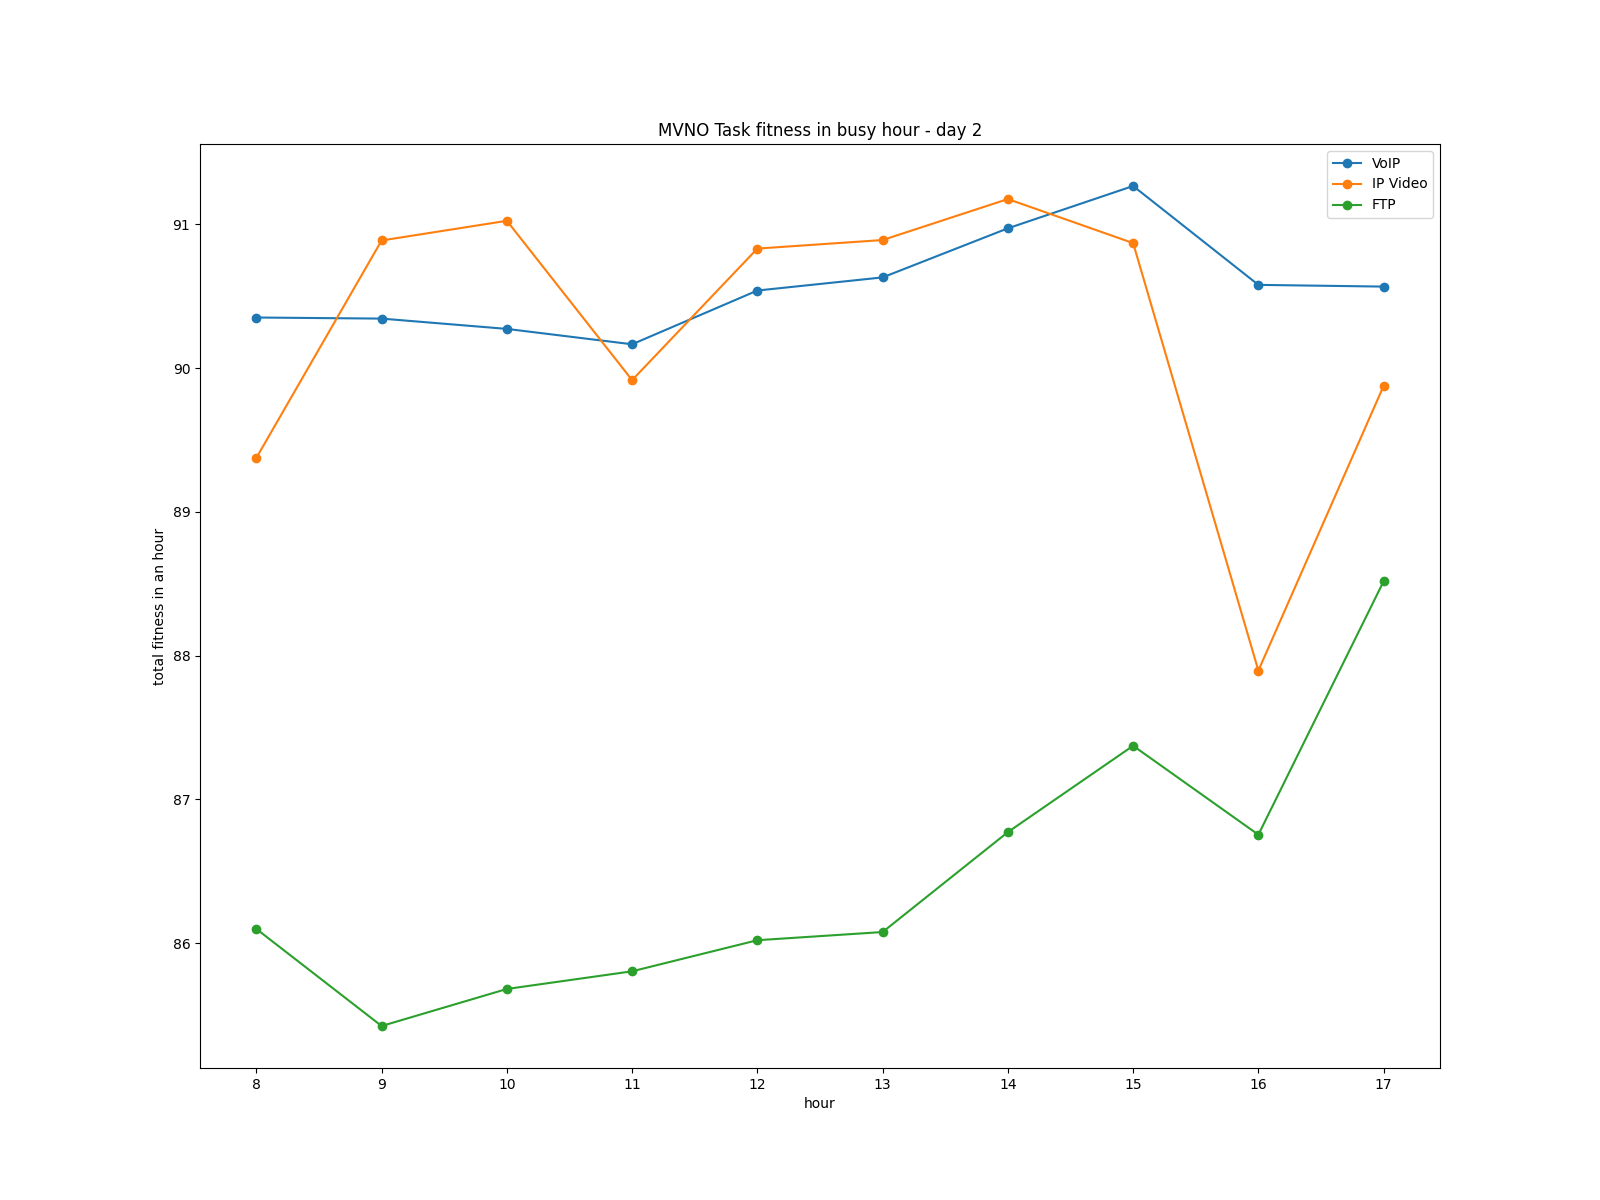 MVNO Task fitness in busy hour - day 2
VoIP
IP Video
FTP
91
90
89
88
87
86
total fitness in an hour
8 9 10 11 12 13 14 15 16 17
hour